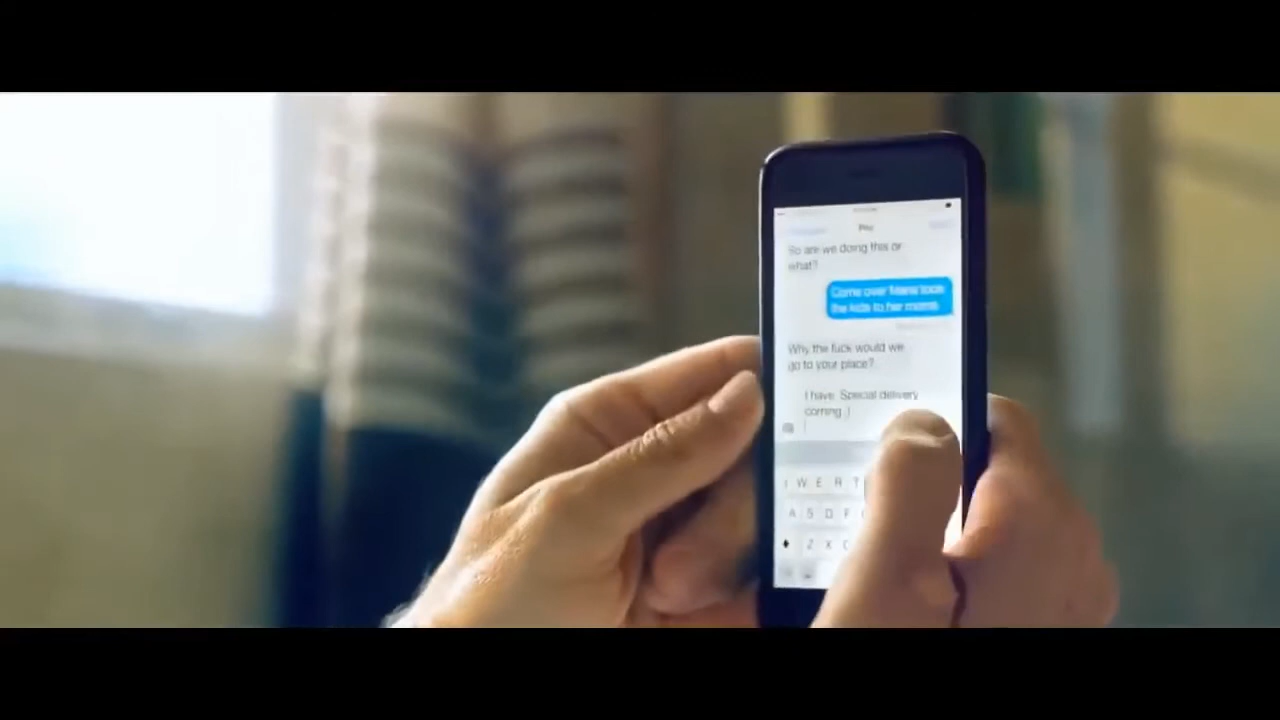 So are we doing this or
what?
Come over Maria took
the kids to her moms
Why the fuck would we
go to your place?
I have. Special delivery
coming :)
W E R T
A S D F
Z X C